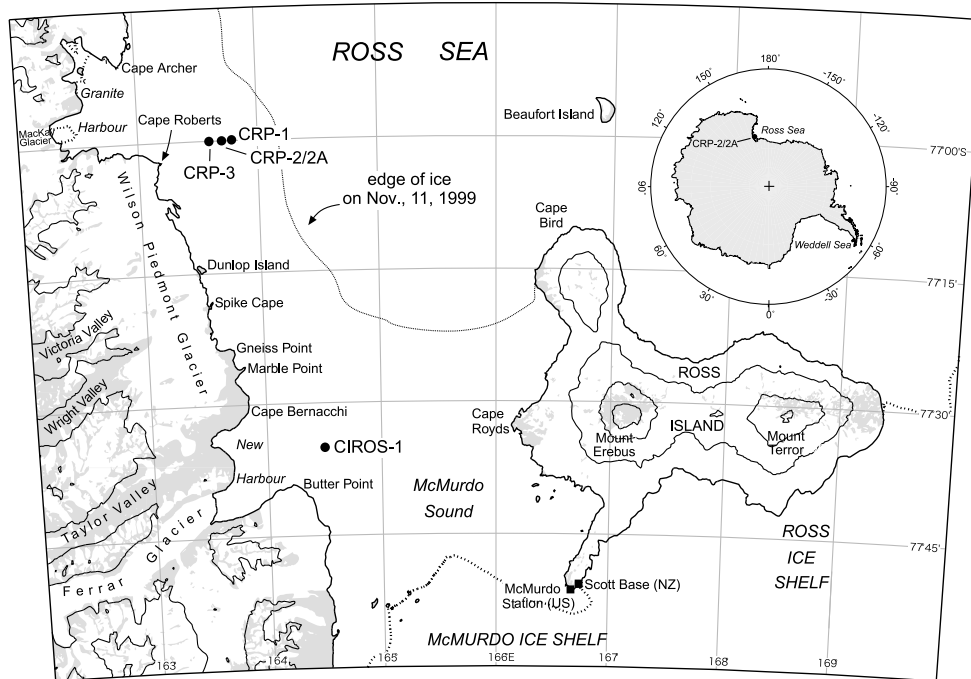 ROSS SEA
Cape Archer
Granite
Harbour
MacKay
Glacier
Cape Roberts
CRP-1
CRP-2/2A
CRP-3
edge of ice
on Nov., 11, 1999
Beaufort Island
Cape
Bird
180°
150°
-150°
120°
-120°
90°
-90°
60°
-60°
30°
-30°
0°
Ross Sea
CRP-2/2A
Weddell Sea
77°00'S
77°15'
77°30'
77°45'
Wilson Piedmont Glacier
Dunlop Island
Spike Cape
Gneiss Point
Marble Point
Cape Bernacchi
Victoria Valley
Wright Valley
New
Harbour
CIROS-1
Butter Point
Taylor Valley
Ferrar Glacier
McMurdo
Sound
Cape
Royds
ROSS
ISLAND
Mount
Erebus
Mount
Terror
ROSS
ICE
SHELF
McMurdo
Station (US)
Scott Base (NZ)
McMURDO ICE SHELF
163
164
165
166E
167
168
169